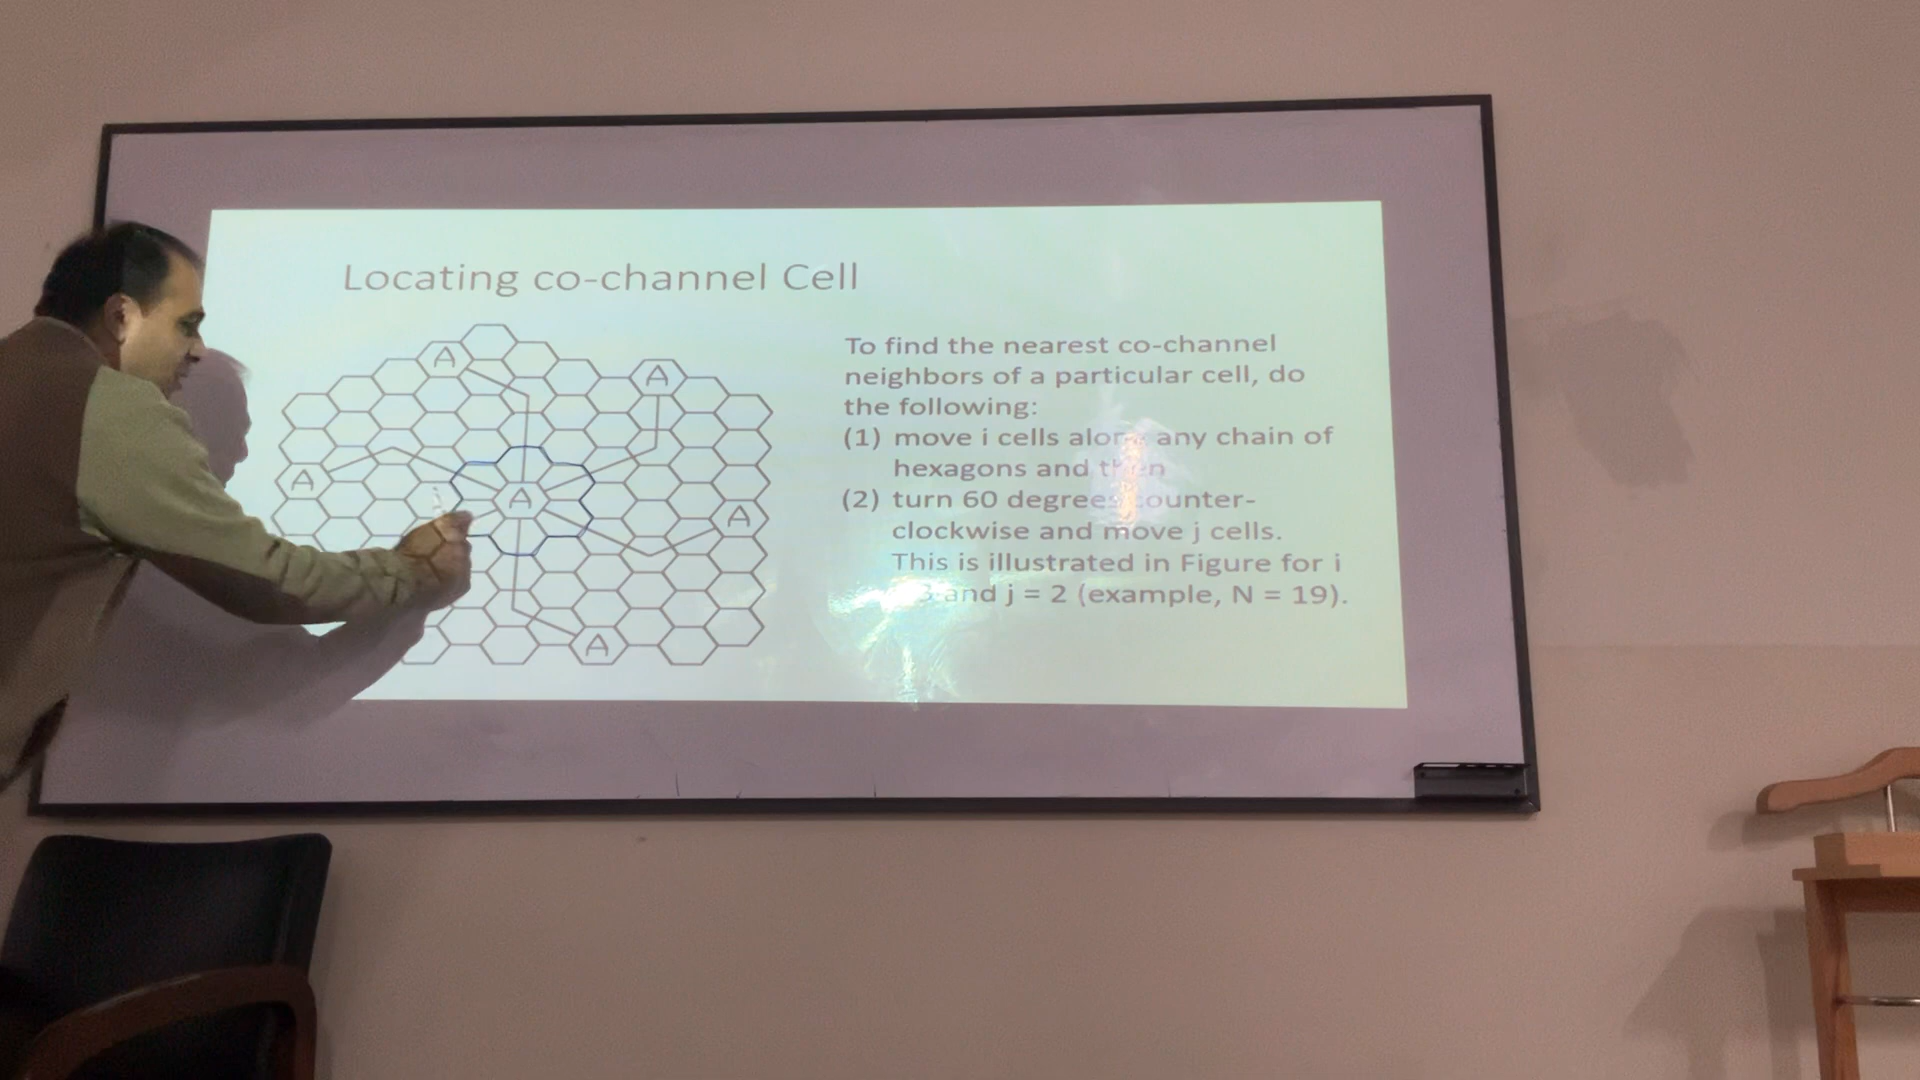 Locating co-channel Cell
A
A
A
A
A
A
To find the nearest co-channel
neighbors of a particular cell, do
the following:
(1) move i cells along any chain of
hexagons and then
(2) turn 60 degrees counter-
clockwise and move j cells.
This is illustrated in Figure for i
3 and j = 2 (example, N = 19).